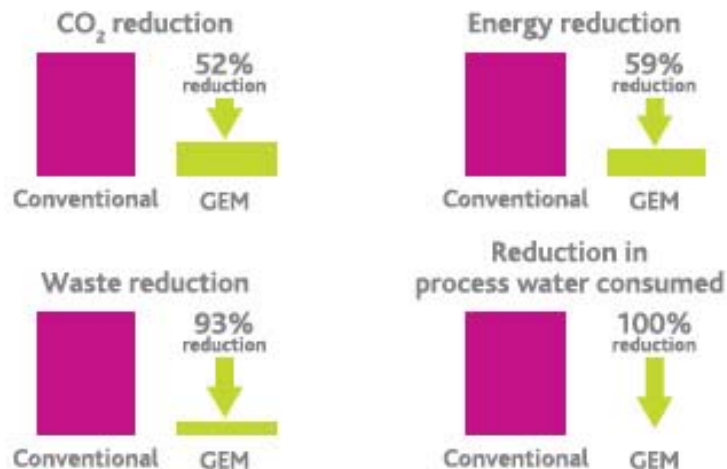 CO₂ reduction
52%
reduction
Conventional
GEM
Energy reduction
59%
reduction
Conventional
GEM
Waste reduction
93%
reduction
Conventional
GEM
Reduction in
process water consumed
100%
reduction
Conventional
GEM